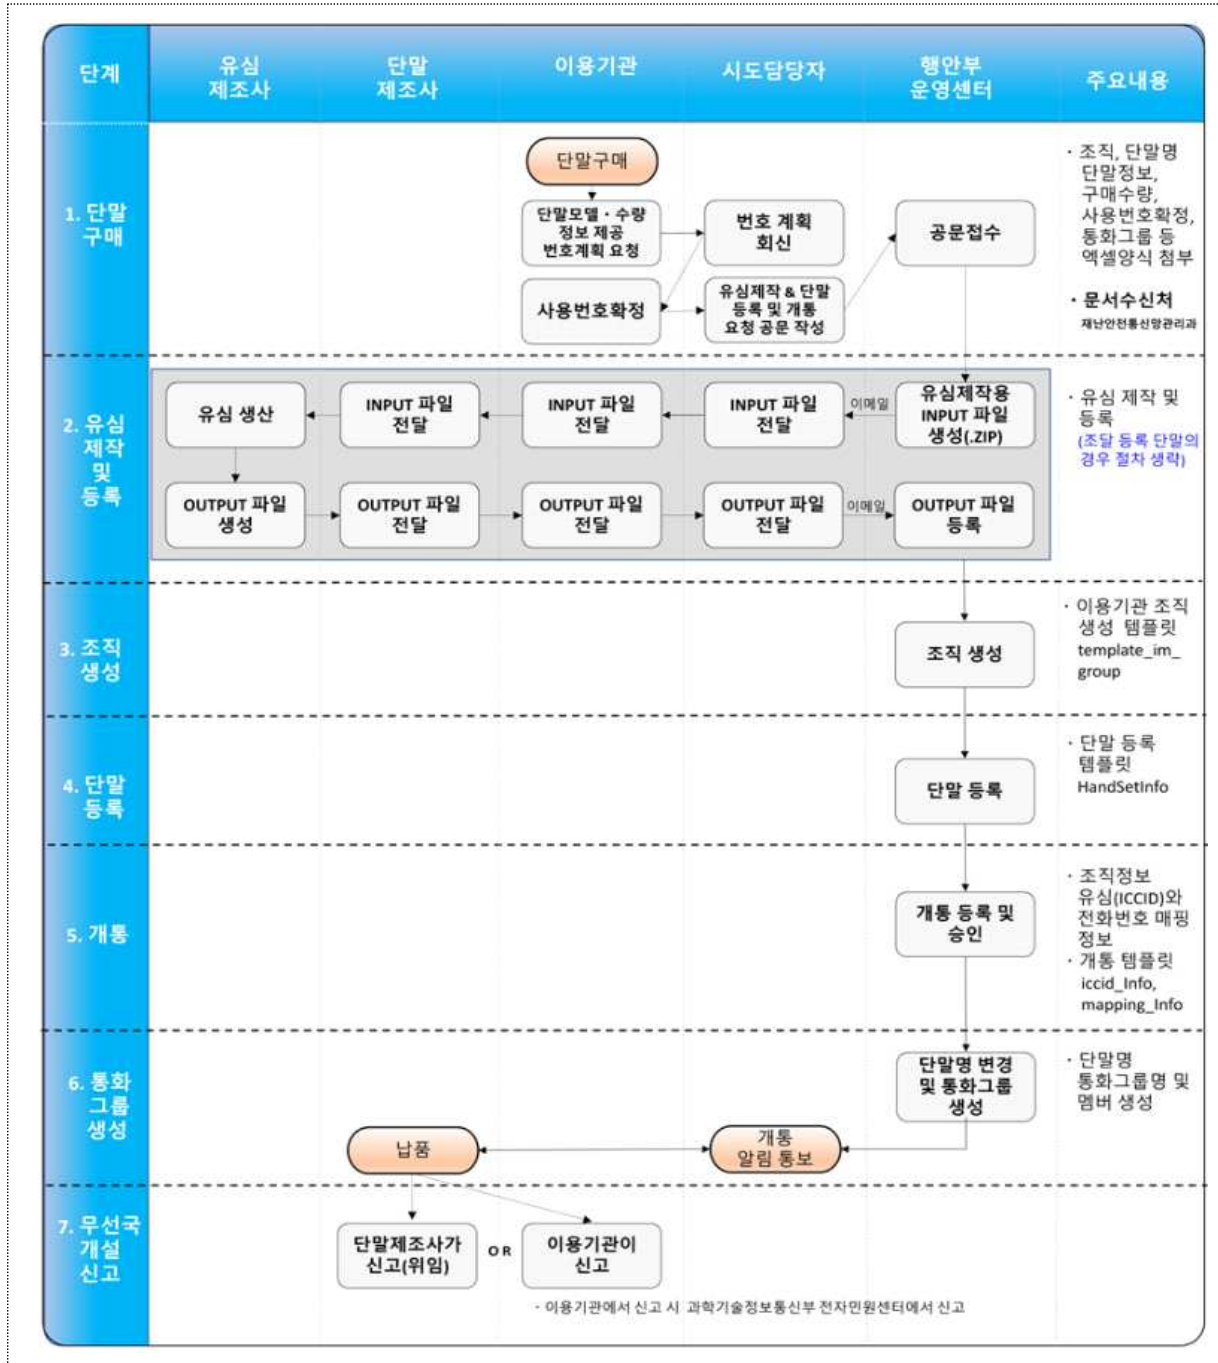 단계
유심
제조사
단말
제조사
이용기관
시도담당자
행안부
운영센터
주요내용
1. 단말
구매
단말구매
단말모델・수량
정보 제공
번호계획 요청
번호 계획
회신
공문접수
사용번호확정
유심제작 & 단말
등록 및 개통
요청 공문 작성
· 조직, 단말명
단말정보,
구매수량,
사용번호확정,
통화그룹 등
엑셀양식 첨부
· 문서수신처
재난안전통신망관리과
2. 유심
제작
및
등록
유심 생산
INPUT 파일
전달
INPUT 파일
전달
INPUT 파일
전달
이메일
유심제작용
INPUT 파일
생성(.ZIP)
OUTPUT 파일
생성
OUTPUT 파일
전달
OUTPUT 파일
전달
OUTPUT 파일
전달
이메일
OUTPUT 파일
등록
· 유심 제작 및
등록
(조달 등록 단말의
경우 절차 생략)
3. 조직
생성
조직 생성
· 이용기관 조직
생성 템플릿
template_im_
group
4. 단말
등록
단말 등록
· 단말 등록
템플릿
HandSetInfo
5. 개통
개통 등록 및
승인
· 조직정보
유심(ICCID)와
전화번호 매핑
정보
· 개통 템플릿
iccid_Info,
mapping_Info
6. 통화
그룹
생성
단말명 변경
및 통화그룹
생성
납품
개통
알림 통보
· 단말명
통화그룹명 및
멤버 생성
7. 무선국
개설
신고
단말제조사가
신고(위임)
OR
이용기관이
신고
· 이용기관에서 신고 시 과학기술정보통신부 전자민원센터에서 신고